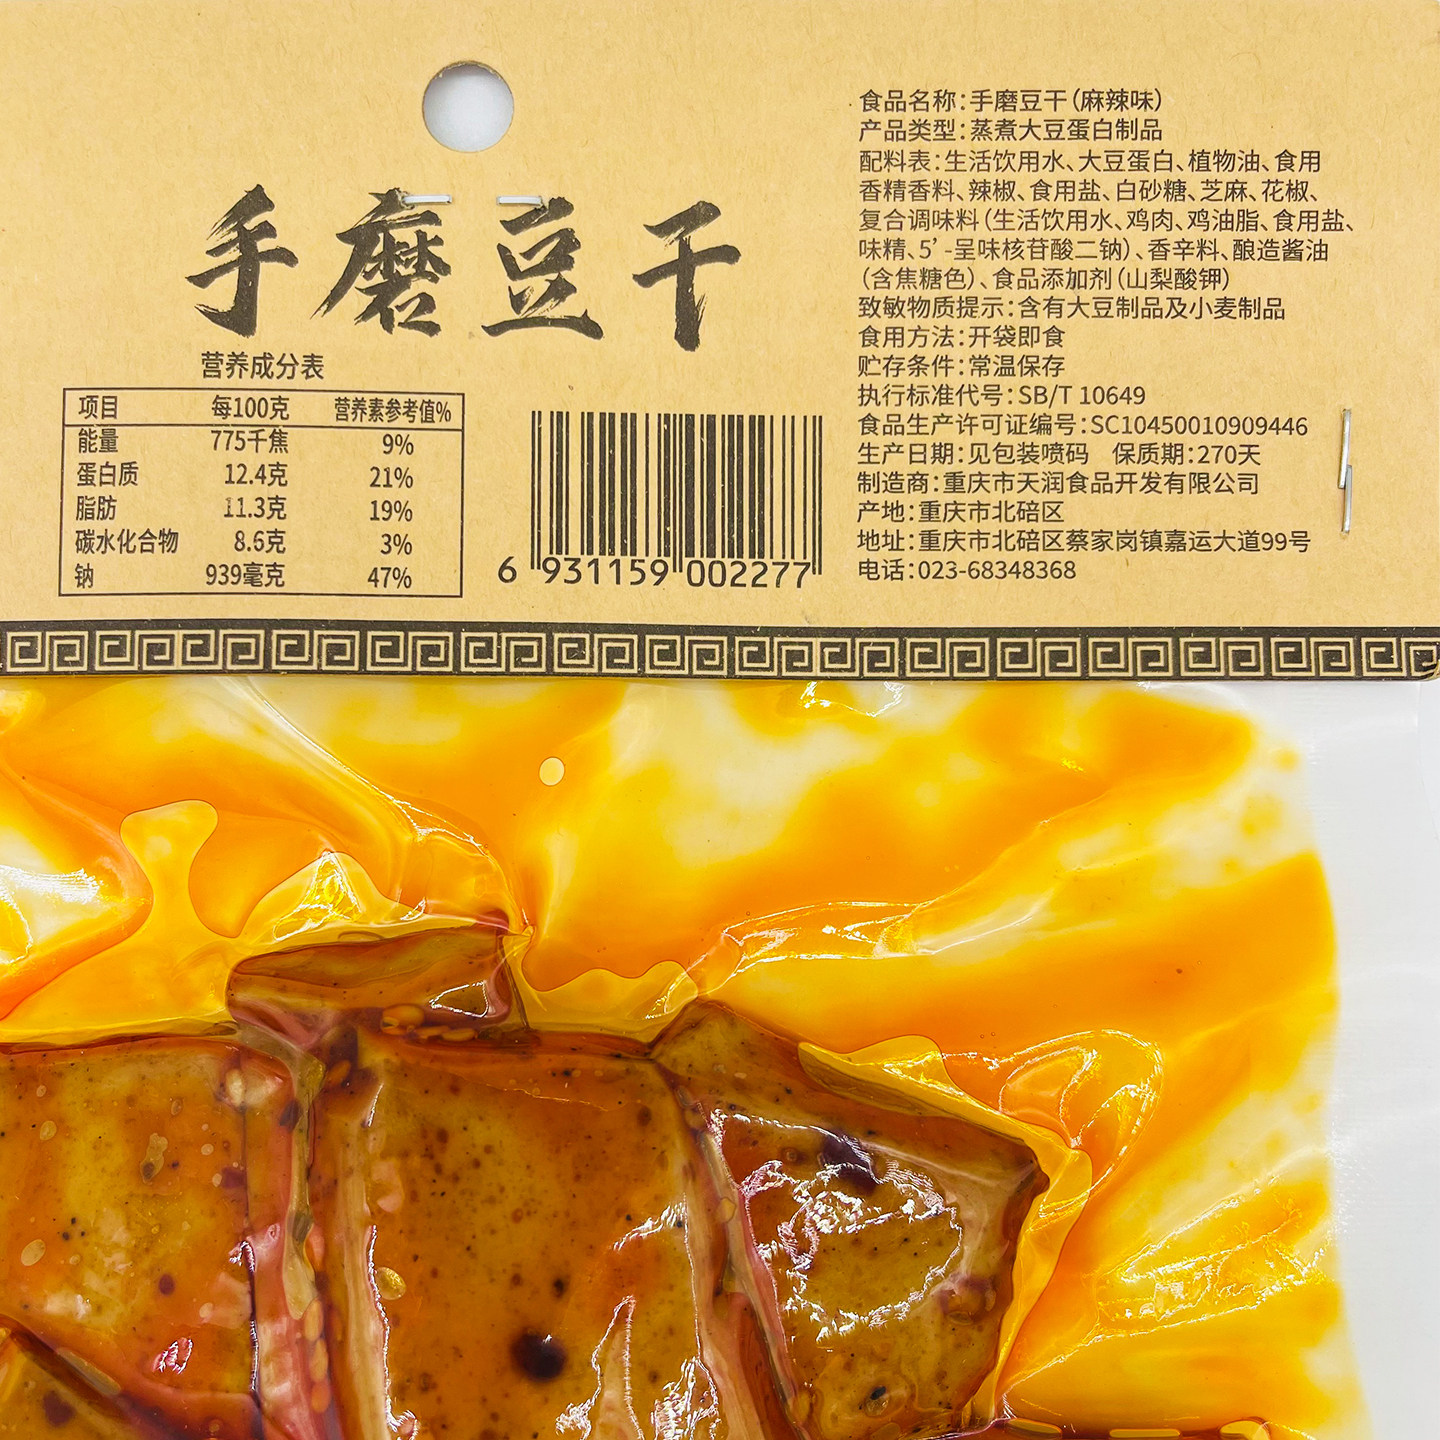 手磨豆干
营养成分表
项目 每100克 营养素参考值%
能量 775千焦 9%
蛋白质 12.4克 21%
脂肪 11.3克 19%
碳水化合物 8.6克 3%
钠 939毫克 47%
6 931159 002277
食品名称:手磨豆干(麻辣味)
产品类型:蒸煮大豆蛋白制品
配料表:生活饮用水、大豆蛋白、植物油、食用
香精香料、辣椒、食用盐、白砂糖、芝麻、花椒、
复合调味料(生活饮用水、鸡肉、鸡油脂、食用盐、
味精、5’-呈味核苷酸二钠)、香辛料、酿造酱油
(含焦糖色)、食品添加剂(山梨酸钾)
致敏物质提示:含有大豆制品及小麦制品
食用方法:开袋即食
贮存条件:常温保存
执行标准代号:SB/T 10649
食品生产许可证编号:SC10450010909446
生产日期:见包装喷码 保质期:270天
制造商:重庆市天润食品开发有限公司
产地:重庆市北碚区
地址:重庆市北碚区蔡家岗镇嘉运大道99号
电话:023-68348368